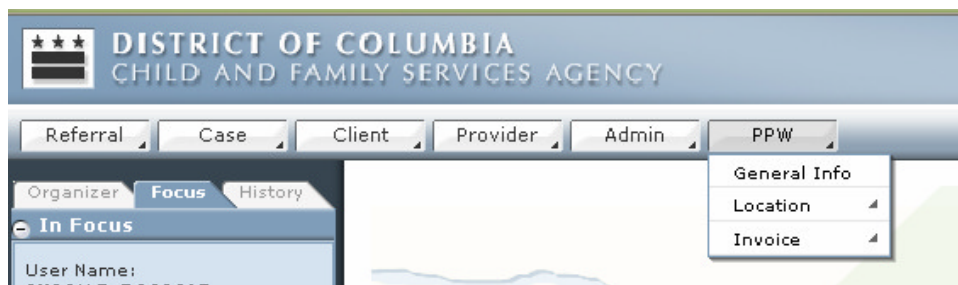 DISTRICT OF COLUMBIA
CHILD AND FAMILY SERVICES AGENCY
Referral Case Client Provider Admin PPW
General Info
Location
Invoice
Organizer Focus History
In Focus
User Name: